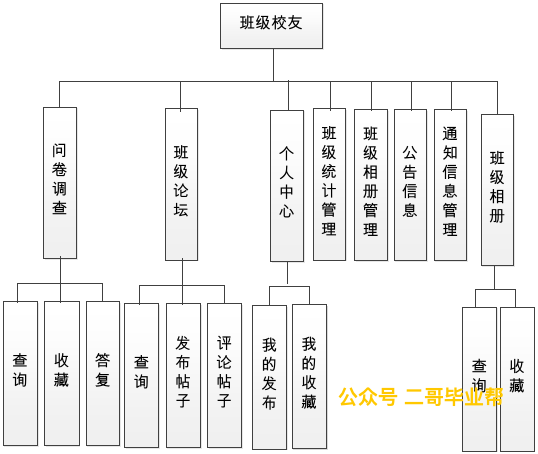 班级校友
问卷调查
班级论坛
个人中心
班级统计管理
班级相册管理
公告信息
通知信息管理
班级相册
查询
收藏
答复
查询
发布帖子
评论帖子
我的发布
我的收藏
查询
收藏
公众号 二哥毕业帮